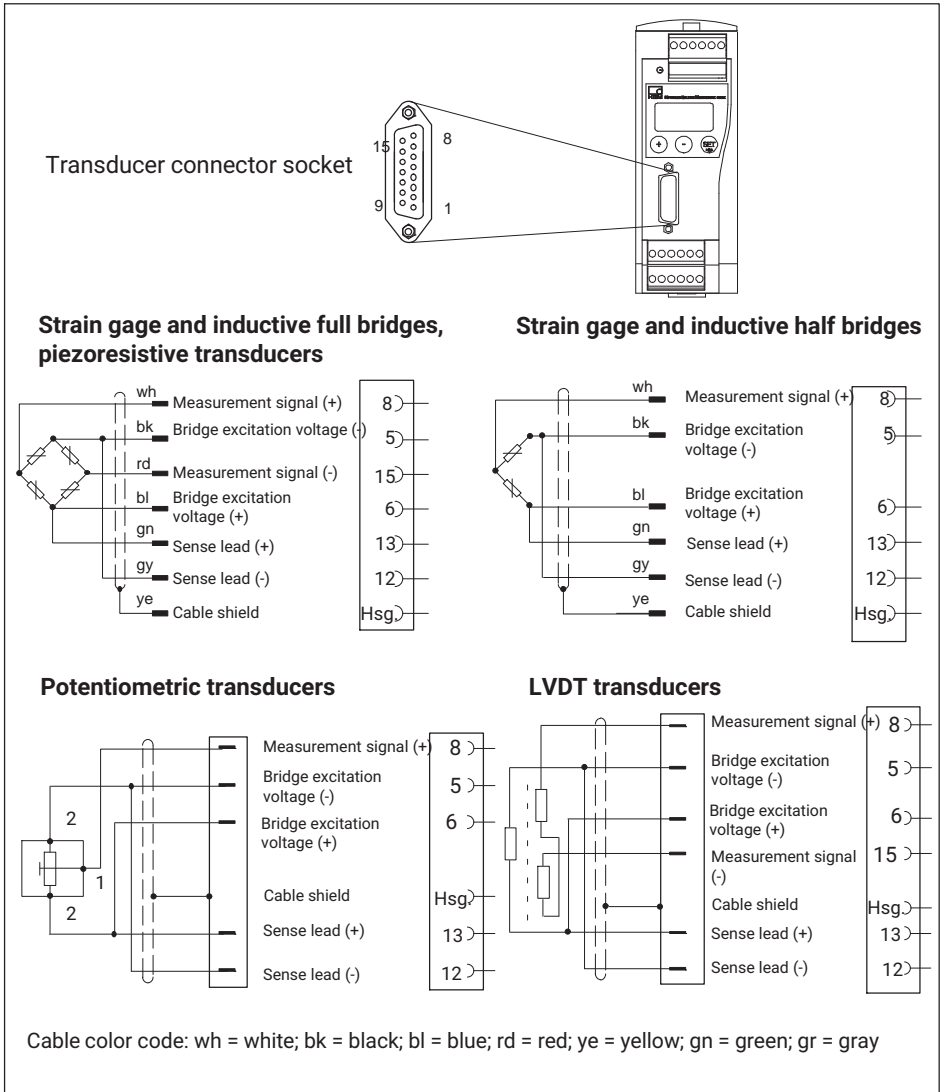 Transducer connector socket
15
8
9
1
+
-
SET
Strain gage and inductive full bridges,
piezoresistive transducers
wh
Measurement signal (+)
8
bk
Bridge excitation voltage (-)
5
rd
Measurement signal (-)
15
bl
Bridge excitation
voltage (+)
6
gn
Sense lead (+)
13
gy
Sense lead (-)
12
ye
Cable shield
Hsg.
Strain gage and inductive half bridges
wh
Measurement signal (+)
8
bk
Bridge excitation
voltage (-)
5
bl
Bridge excitation
voltage (+)
6
gn
Sense lead (+)
13
gy
Sense lead (-)
12
ye
Cable shield
Hsg.
Potentiometric transducers
Measurement signal (+)
8
Bridge excitation
voltage (-)
5
2
Bridge excitation
voltage (+)
6
1
2
Cable shield
Hsg.
Sense lead (+)
13
Sense lead (-)
12
LVDT transducers
Measurement signal (+)
8
Bridge excitation
voltage (-)
5
Bridge excitation
voltage (+)
6
Measurement signal
(-)
15
Cable shield
Hsg.
Sense lead (+)
13
Sense lead (-)
12
Cable color code: wh = white; bk = black; bl = blue; rd = red; ye = yellow; gn = green; gr = gray